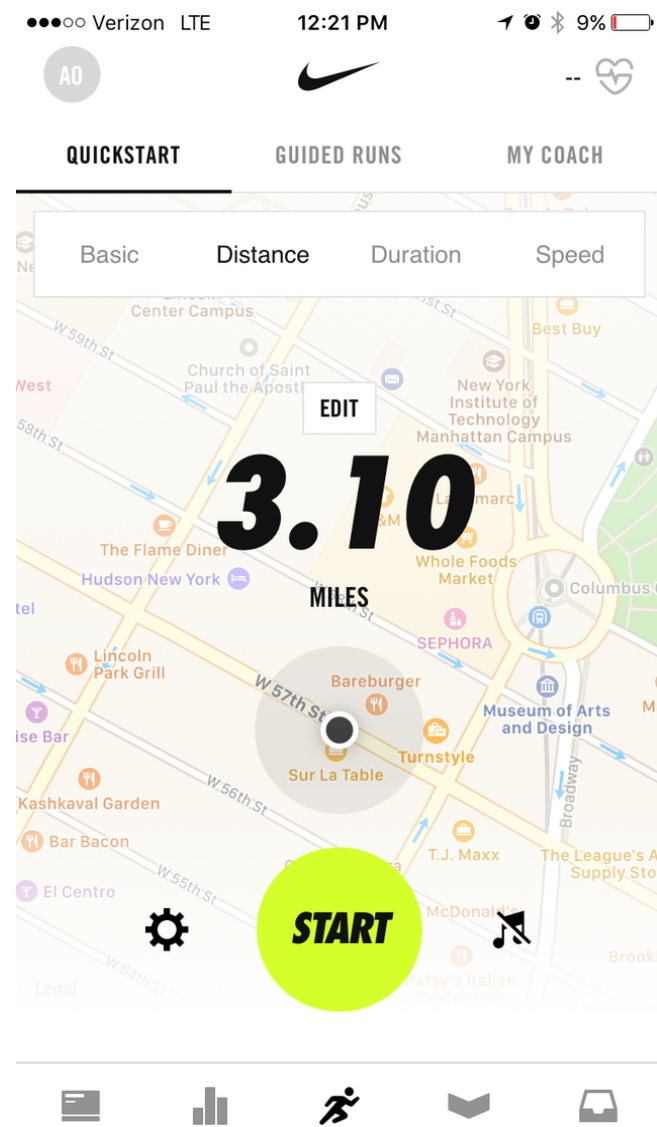 Verizon LTE 12:21 PM 9%
AO
--
QUICKSTART GUIDED RUNS MY COACH
Basic Distance Duration Speed
Center Campus
Best Buy
W 59th St
Church of Saint
Paul the Apostl
West
New York
Institute of
Technology
Manhattan Campus
58th St
EDIT
3.10
MILES
The Flame Diner
Whole Foods
Market
Hudson New York
Columbus
tel
SEPHORA
Lincoln
Park Grill
Bareburger
W 57th St
Museum of Arts
and Design
ise Bar
Turnstyle
Sur La Table
W 56th St
Broadway
Kashkaval Garden
Bar Bacon
T.J. Maxx
The League's A
Supply Sto
W 55th St
El Centro
START
McDonald's
W 54th St
Brook
Patsy's Italian
Restaurant
Legal